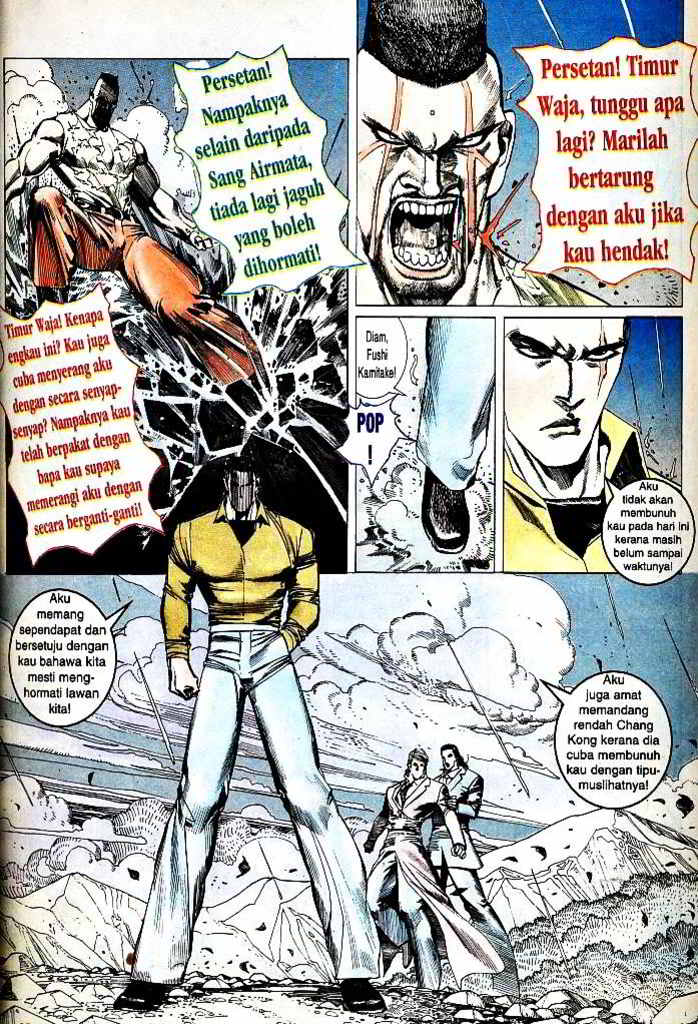 Persetan!
Nampaknya
selain daripada
Sang Airmata,
tiada lagi jaguh
yang boleh
dihormati!
Persetan! Timur
Waja, tunggu apa
lagi? Marilah
bertarung
dengan aku jika
kau hendak!
Timur Waja! Kenapa
engkau ini? Kau juga
cuba menyerang aku
dengan secara senyap-
senyap? Nampaknya kau
telah berpakat dengan
bapa kau supaya
memerangi aku dengan
secara berganti-ganti!
Diam,
Fushi
Kamitake!
POP
!
Aku
tidak akan
membunuh
kau pada hari ini
kerana masih
belum sampai
waktunya!
Aku
memang
sependapat dan
bersetuju dengan
kau bahawa kita
mesti meng-
hormati lawan
kita!
Aku
juga amat
memandang
rendah Chang
Kong kerana dia
cuba membunuh
kau dengan tipu-
muslihatnya!